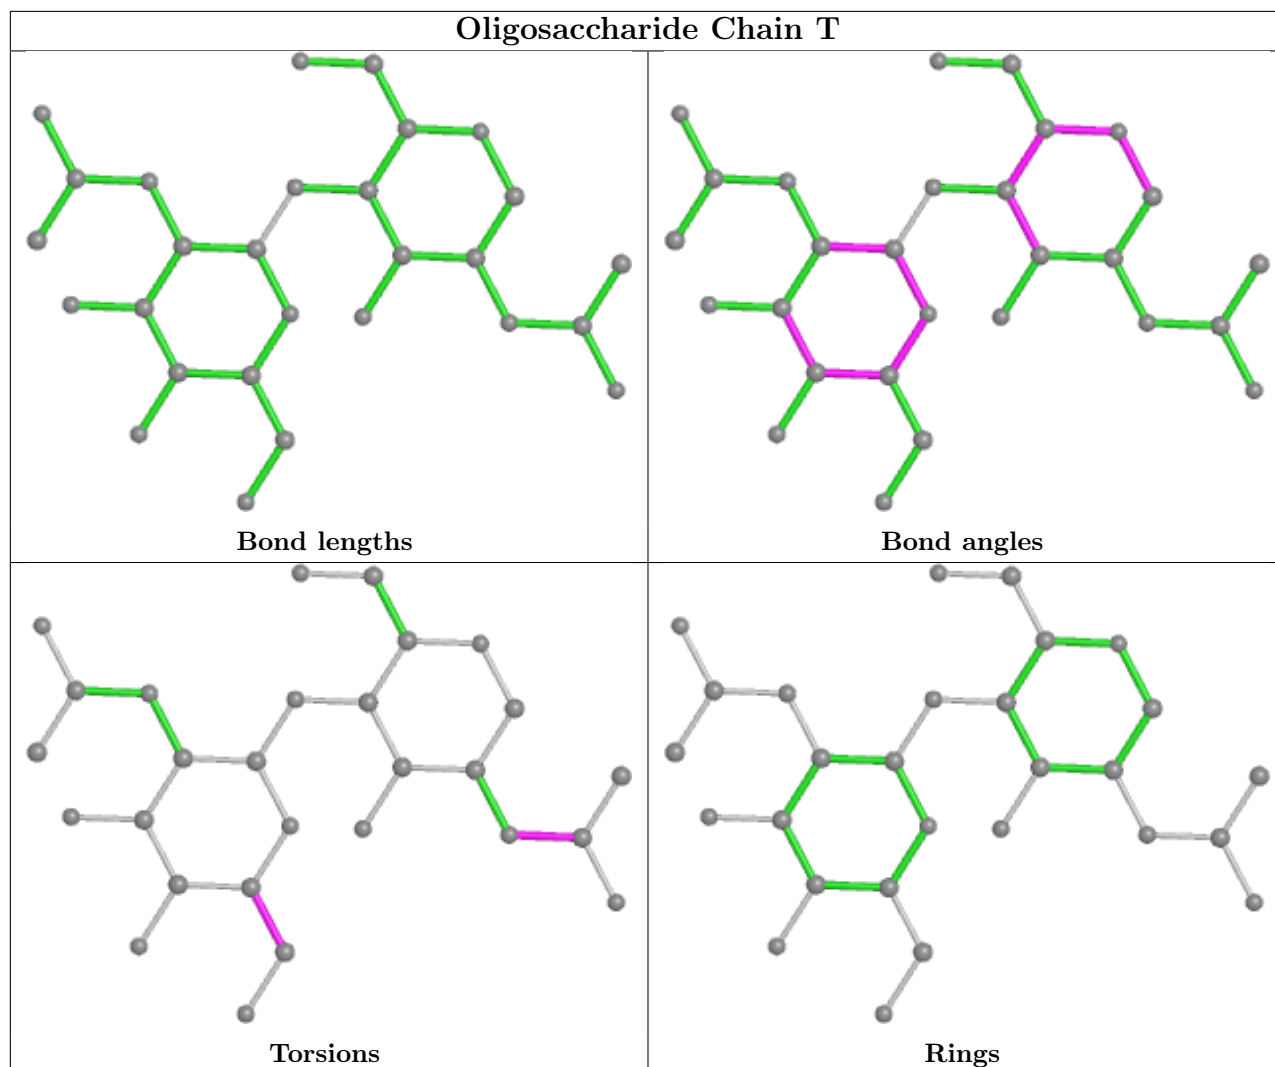 Oligosaccharide Chain T
Bond lengths
Bond angles
Torsions
Rings